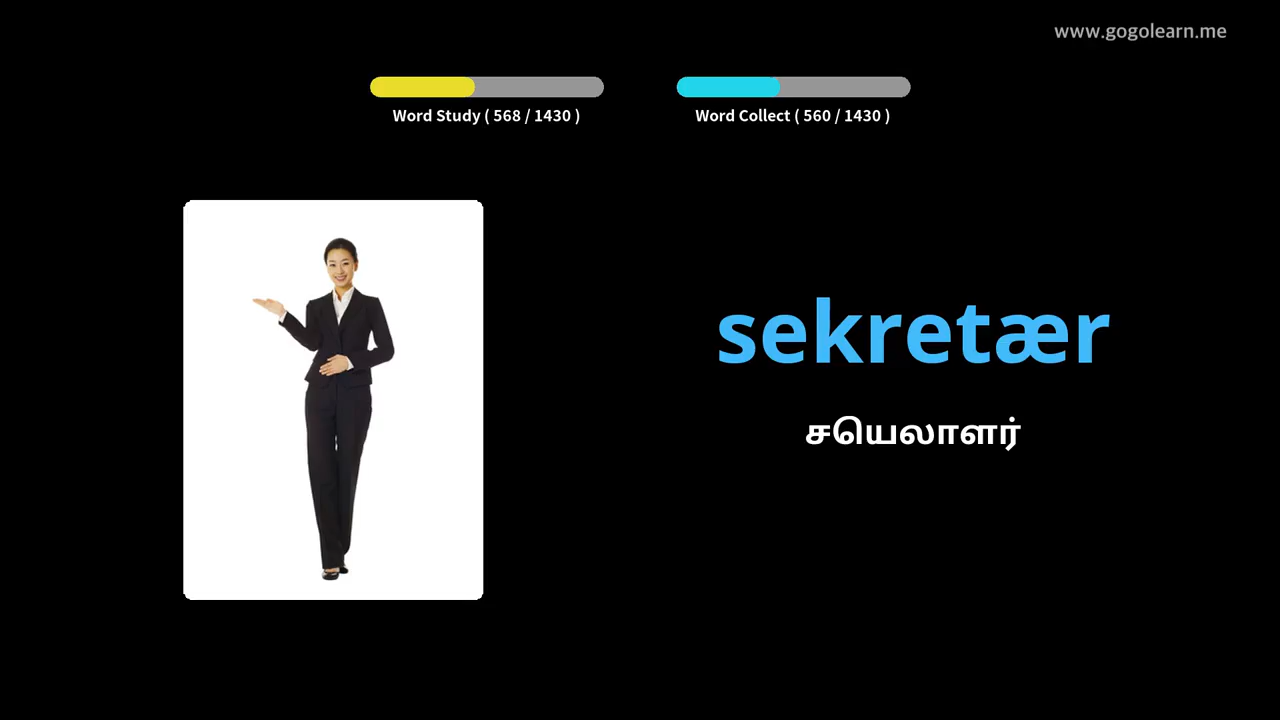 www.gogolearn.me
Word Study ( 568 / 1430 )
Word Collect ( 560 / 1430 )
sekretær
சயெலாளர்